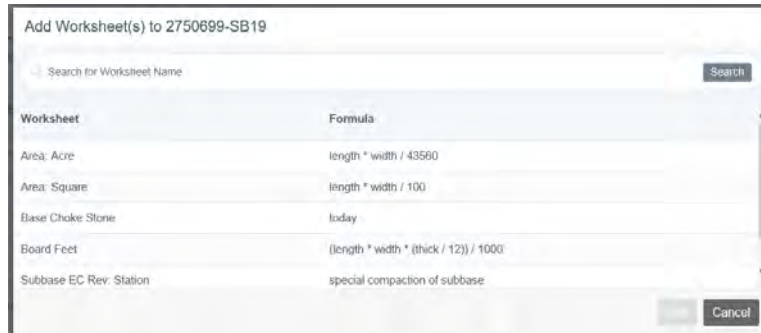 Add Worksheet(s) to 2750699-SB19
Search for Worksheet Name
Search
Worksheet Formula
Area: Acre length * width / 43560
Area: Square length * width / 100
Base Choke Stone today
Board Feet (length * width * (thick / 12)) / 1000
Subbase EC Rev: Station special compaction of subbase
Cancel